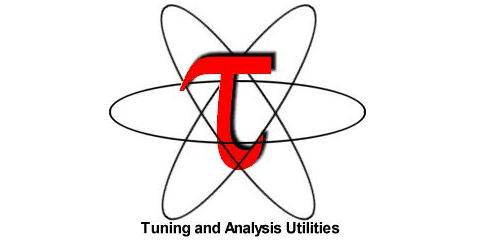 τ
Tuning and Analysis Utilities